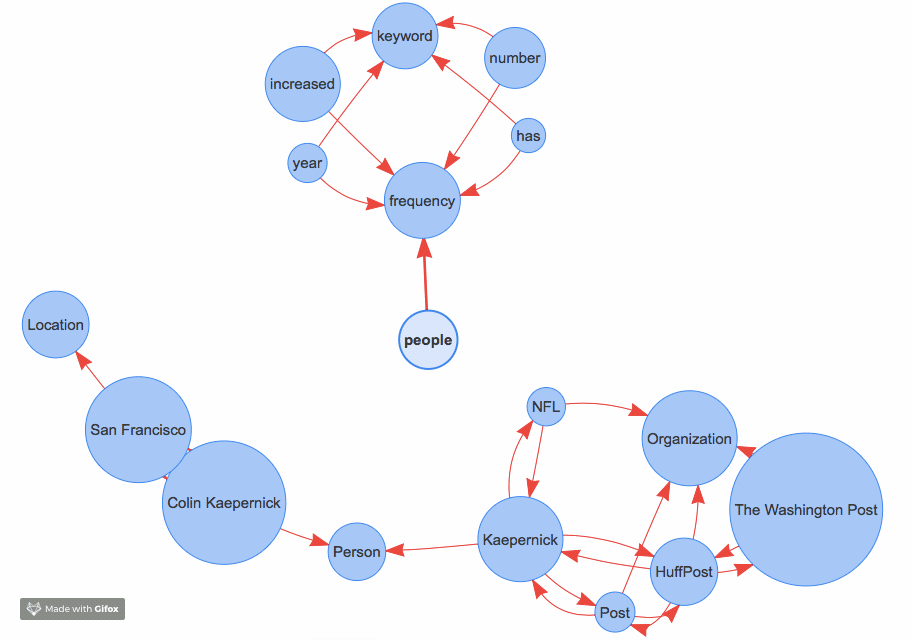 keyword
number
increased
has
year
frequency
people
Location
San Francisco
NFL
Organization
Colin Kaepernick
The Washington Post
Kaepernick
Person
HuffPost
Post
Made with Gifox